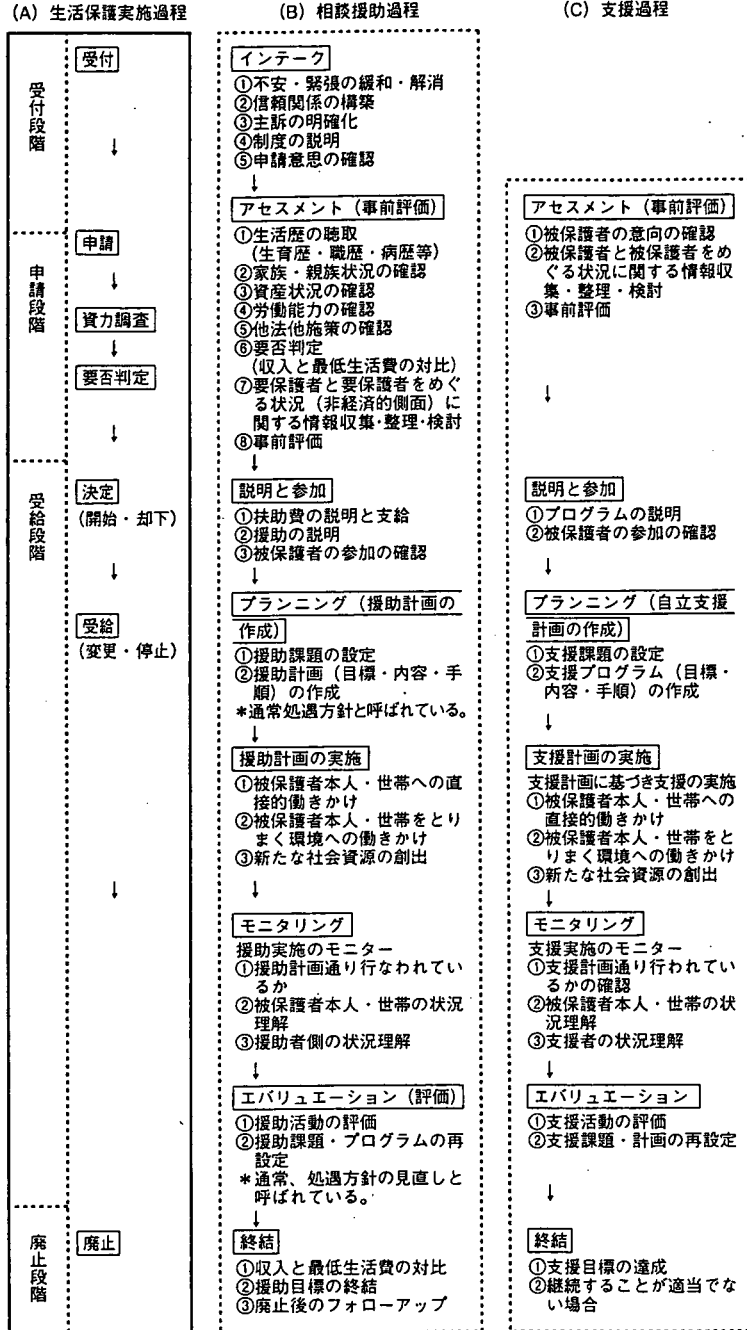 (A) 生活保護実施過程
受付段階
受付
↓
申請段階
申請
↓
資力調査
↓
要否判定
↓
受給段階
決定
(開始・却下)
↓
受給
(変更・停止)
↓
廃止段階
廃止
(B) 相談援助過程
インテーク
①不安・緊張の緩和・解消
②信頼関係の構築
③主訴の明確化
④制度の説明
⑤申請意思の確認
↓
アセスメント(事前評価)
①生活歴の聴取
(生育歴・職歴・病歴等)
②家族・親族状況の確認
③資産状況の確認
④労働能力の確認
⑤他法他施策の確認
⑥要否判定
(収入と最低生活費の対比)
⑦要保護者と要保護者をめぐ
る状況(非経済的側面)に
関する情報収集・整理・検討
⑧事前評価
↓
説明と参加
①扶助費の説明と支給
②援助の説明
③被保護者の参加の確認
↓
プランニング(援助計画の
作成)
①援助課題の設定
②援助計画(目標・内容・手
順)の作成
*通常処遇方針と呼ばれている。
↓
援助計画の実施
①被保護者本人・世帯への直
接的働きかけ
②被保護者本人・世帯をとり
まく環境への働きかけ
③新たな社会資源の創出
↓
モニタリング
援助実施のモニター
①援助計画通り行なわれてい
るか
②被保護者本人・世帯の状況
理解
③援助者側の状況理解
↓
エバリュエーション(評価)
①援助活動の評価
②援助課題・プログラムの再
設定
*通常、処遇方針の見直しと
呼ばれている。
↓
終結
①収入と最低生活費の対比
②援助目標の終結
③廃止後のフォローアップ
(C) 支援過程
アセスメント(事前評価)
①被保護者の意向の確認
②被保護者と被保護者をめ
ぐる状況に関する情報収
集・整理・検討
③事前評価
↓
説明と参加
①プログラムの説明
②被保護者の参加の確認
↓
プランニング(自立支援
計画の作成)
①支援課題の設定
②支援プログラム(目標・
内容・手順)の作成
↓
支援計画の実施
支援計画に基づき支援の実施
①被保護者本人・世帯への
直接的働きかけ
②被保護者本人・世帯をと
りまく環境への働きかけ
③新たな社会資源の創出
↓
モニタリング
支援実施のモニター
①支援計画通り行われてい
るかの確認
②被保護者本人・世帯の状
況理解
③支援者の状況理解
↓
エバリュエーション
①支援活動の評価
②支援課題・計画の再設定
↓
終結
①支援目標の達成
②継続することが適当でな
い場合